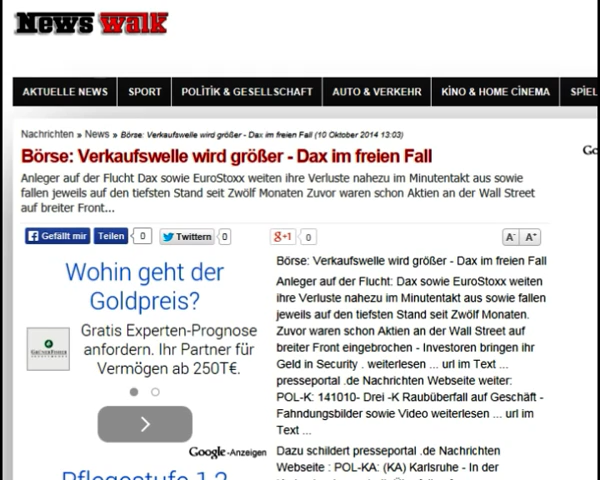 News walk
AKTUELLE NEWS SPORT POLITIK & GESELLSCHAFT AUTO & VERKEHR KINO & HOME CINEMA SPIEL
Nachrichten » News » Börse: Verkaufswelle wird größer - Dax im freien Fall (10 Oktober 2014 13:03)
Börse: Verkaufswelle wird größer - Dax im freien Fall
Anleger auf der Flucht Dax sowie EuroStoxx weiten ihre Verluste nahezu im Minutentakt aus sowie
fallen jeweils auf den tiefsten Stand seit Zwölf Monaten Zuvor waren schon Aktien an der Wall Street
auf breiter Front...
Gefällt mir Teilen 0 Twittern 0 g+1 0 A- A+
Wohin geht der
Goldpreis?
Gratis Experten-Prognose
anfordern. Ihr Partner für
Vermögen ab 250T€.
Google-Anzeigen
Pflegestufe 1,2
Börse: Verkaufswelle wird größer - Dax im freien Fall
Anleger auf der Flucht: Dax sowie EuroStoxx weiten
ihre Verluste nahezu im Minutentakt aus sowie fallen
jeweils auf den tiefsten Stand seit Zwölf Monaten.
Zuvor waren schon Aktien an der Wall Street auf
breiter Front eingebrochen - Investoren bringen ihr
Geld in Security . weiterlesen ... url im Text ...
presseportal .de Nachrichten Webseite weiter:
POL-K: 141010- Drei -K Raubüberfall auf Geschäft -
Fahndungsbilder sowie Video weiterlesen ... url im
Text ...
Dazu schildert presseportal .de Nachrichten
Webseite : POL-KA: (KA) Karlsruhe - In der